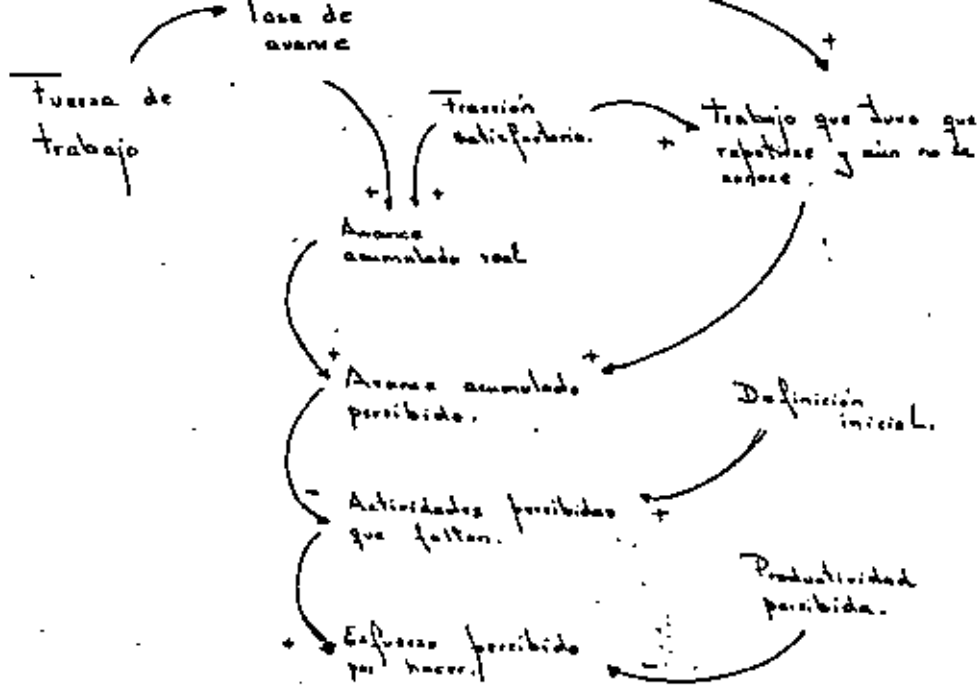 Tasa de
avance
+
Fuerza de
trabajo
Fracción
satisfactoria.
+
Trabajo que tuvo que
repetirse y aún no se
conoce.
+ +
Avance
acumulado real
+
+
Avance acumulado
percibido.
Definición
inicial.
-
Actividades percibidas
que faltan.
+
Productividad
percibida.
+
Esfuerzo percibido
por hacer.
-